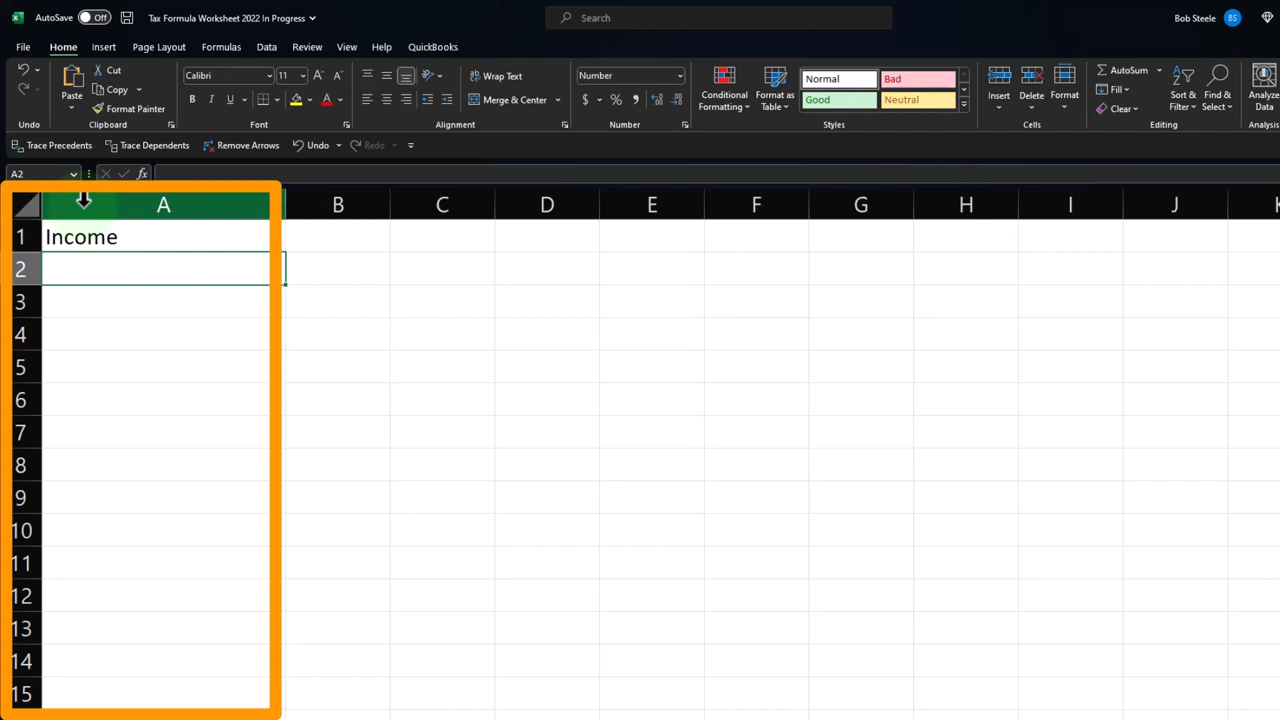 AutoSave Off Tax Formula Worksheet 2022 In Progress Search Bob Steele BS
File Home Insert Page Layout Formulas Data Review View Help QuickBooks
Cut Calibri 11 Wrap Text Number Normal Bad AutoSum
Paste Copy Conditional Formatting Format as Table Insert Delete Format Fill Sort & Filter Find & Select Analyze Data
Format Painter B I U A Merge & Center $ % Good Neutral Clear
Undo Clipboard Font Alignment Number Styles Cells Editing Analysis
Trace Precedents Trace Dependents Remove Arrows Undo Redo
A2 fx
A B C D E F G H I J K
1 Income
2
3
4
5
6
7
8
9
10
11
12
13
14
15